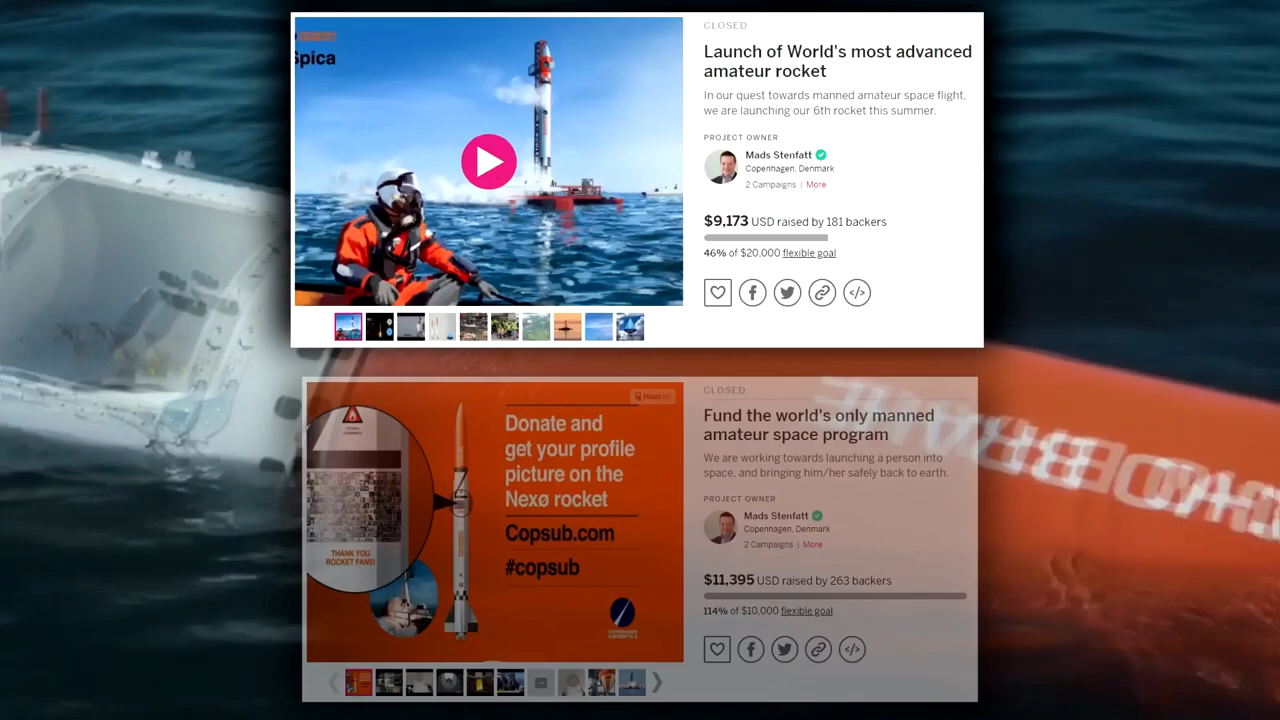 Spica
CLOSED
Launch of World's most advanced
amateur rocket
In our quest towards manned amateur space flight,
we are launching our 6th rocket this summer.
PROJECT OWNER
Mads Stenfatt
Copenhagen, Denmark
2 Campaigns | More
$9,173 USD raised by 181 backers
46% of $20,000 flexible goal
Donate and
get your profile
picture on the
Nexø rocket
Copsub.com
#copsub
THANK YOU
ROCKET FANS!
CLOSED
Fund the world's only manned
amateur space program
We are working towards launching a person into
space, and bringing him/her safely back to earth.
PROJECT OWNER
Mads Stenfatt
Copenhagen, Denmark
2 Campaigns | More
$11,395 USD raised by 263 backers
114% of $10,000 flexible goal